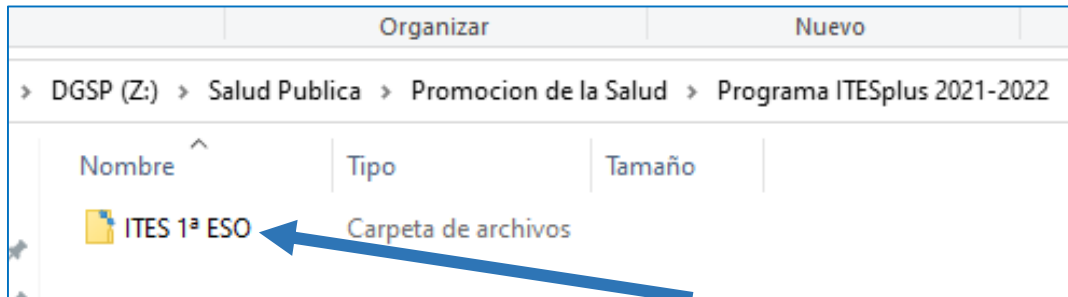 Organizar Nuevo
> DGSP (Z:) > Salud Publica > Promocion de la Salud > Programa ITESplus 2021-2022
Nombre Tipo Tamaño
ITES 1ª ESO Carpeta de archivos